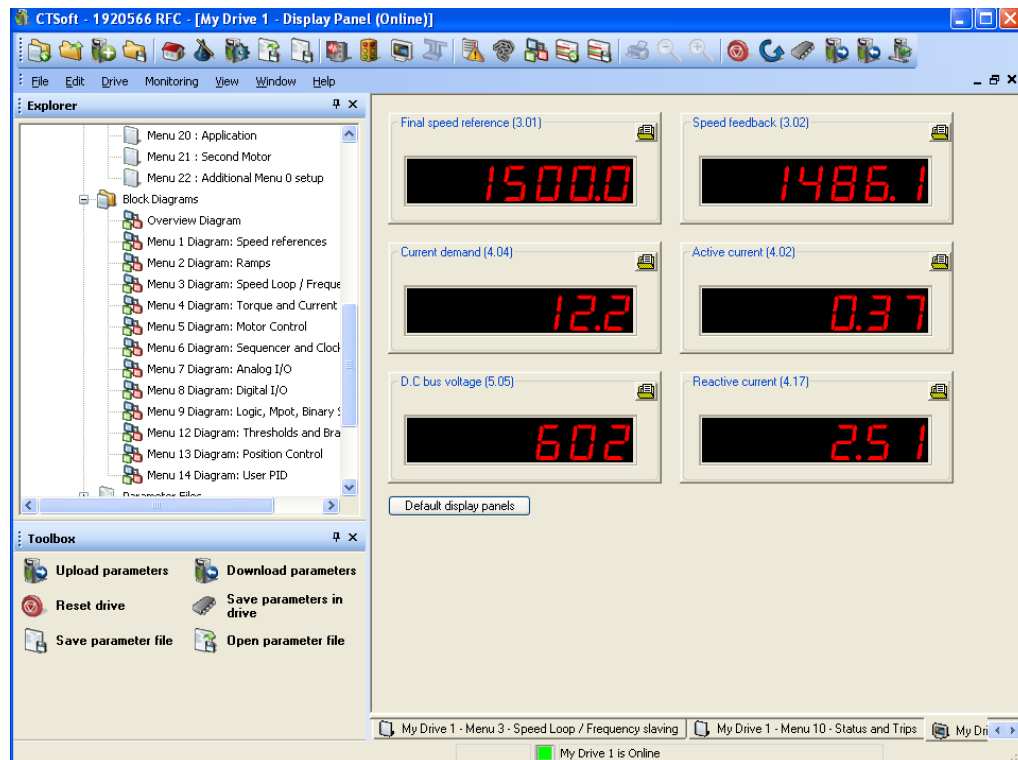 CTSoft - 1920566 RFC - [My Drive 1 - Display Panel (Online)]
File Edit Drive Monitoring View Window Help
Explorer
Menu 20 : Application
Menu 21 : Second Motor
Menu 22 : Additional Menu 0 setup
Block Diagrams
Overview Diagram
Menu 1 Diagram: Speed references
Menu 2 Diagram: Ramps
Menu 3 Diagram: Speed Loop / Freque
Menu 4 Diagram: Torque and Current
Menu 5 Diagram: Motor Control
Menu 6 Diagram: Sequencer and Clock
Menu 7 Diagram: Analog I/O
Menu 8 Diagram: Digital I/O
Menu 9 Diagram: Logic, Mpot, Binary S
Menu 12 Diagram: Thresholds and Bra
Menu 13 Diagram: Position Control
Menu 14 Diagram: User PID
Parameter Files
Toolbox
Upload parameters Download parameters
Reset drive Save parameters in drive
Save parameter file Open parameter file
Final speed reference (3.01) Speed feedback (3.02)
1500.0 1486.1
Current demand (4.04) Active current (4.02)
12.2 0.37
D.C bus voltage (5.05) Reactive current (4.17)
602 2.51
Default display panels
My Drive 1 - Menu 3 - Speed Loop / Frequency slaving My Drive 1 - Menu 10 - Status and Trips My Dri
My Drive 1 is Online